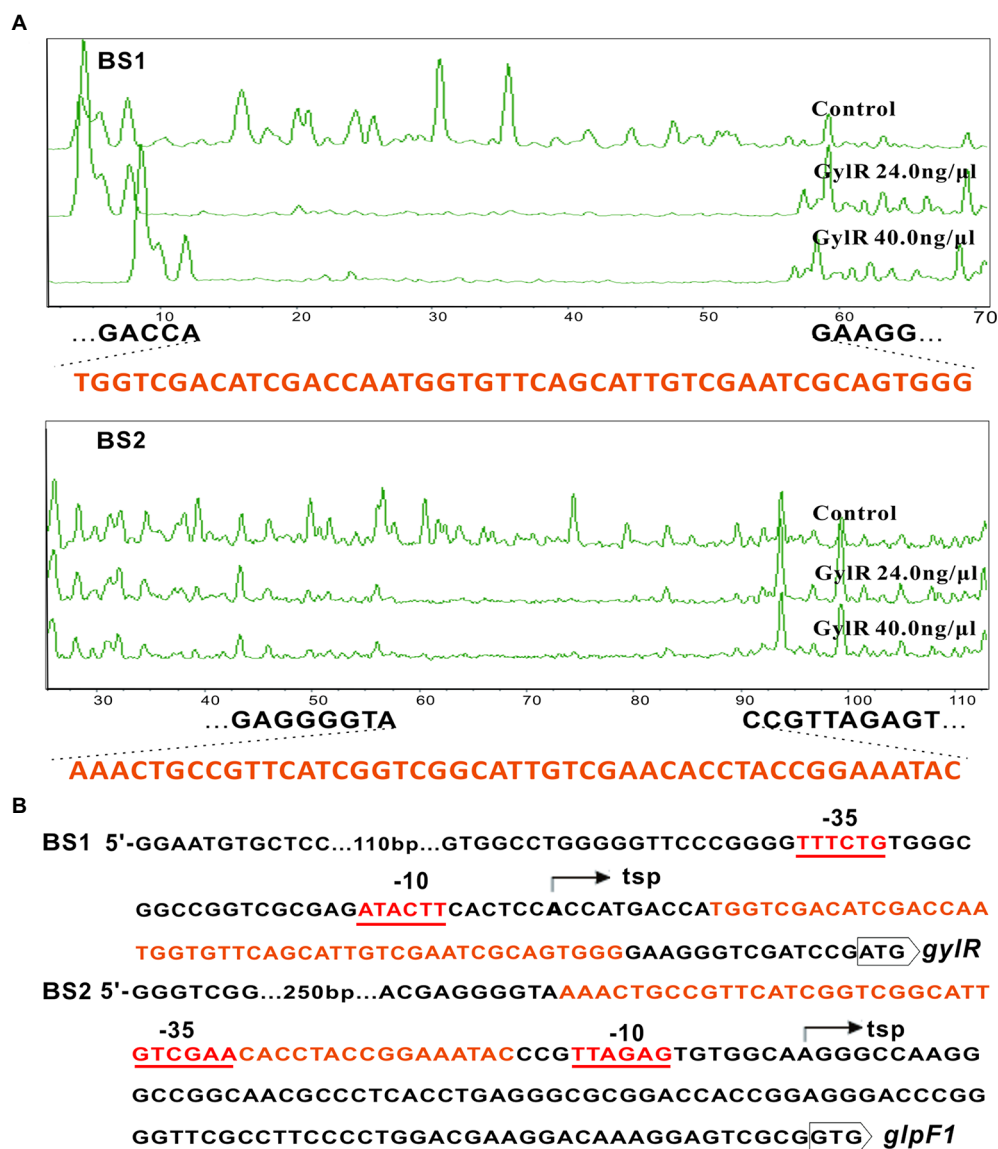 A
BS1
Control
GylR 24.0ng/μl
GylR 40.0ng/μl
10 20 30 40 50 60 70
...GACCA GAAGG...
TGGTCGACATCGACCAATGGTGTTCAGCATTGTCGAATCGCAGTGGG
BS2
Control
GylR 24.0ng/μl
GylR 40.0ng/μl
30 40 50 60 70 80 90 100 110
...GAGGGGTA CCGTTAGAGT...
AAACTGCCGTTCATCGGTCGGCATTGTCGAACACCTACCGGAAATAC
B
-35
BS1 5'-GGAATGTGCTCC...110bp...GTGGCCTGGGGGTTCCCGGGGTTTCTGTGGGC
-10 tsp
GGCCGGTCGCGAGATACTTCACTCCACCATGACCATGGTCGACATCGACCAA
TGGTGTTCAGCATTGTCGAATCGCAGTGGGGAAGGGTCGATCCGATG gylR
BS2 5'-GGGTCGG...250bp...ACGAGGGGTAAAACTGCCGTTCATCGGTCGGCATT
-35 -10 tsp
GTCGAACACCTACCGGAAATACCCGTTAGAGTGTGGCAAGGGCCAAGG
GCCGGCAACGCCCTCACCTGAGGGCGCGGACCACCGGAGGGACCCGG
GGTTCGCCTTCCCCTGGACGAAGGACAAAGGAGTCGCGGTG glpF1